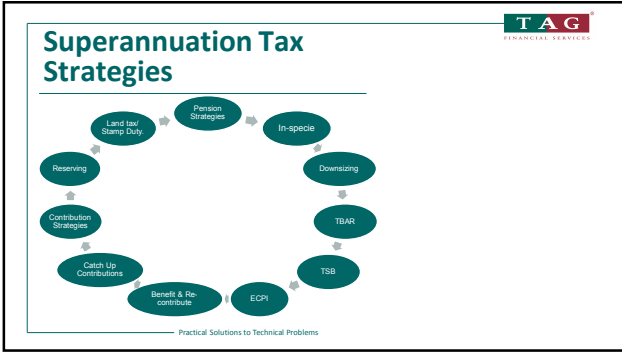 TAG®
FINANCIAL SERVICES
Superannuation Tax
Strategies
Pension
Strategies
In-specie
Downsizing
TBAR
TSB
ECPI
Benefit & Re-
contribute
Catch Up
Contributions
Contribution
Strategies
Reserving
Land tax/
Stamp Duty.
Practical Solutions to Technical Problems